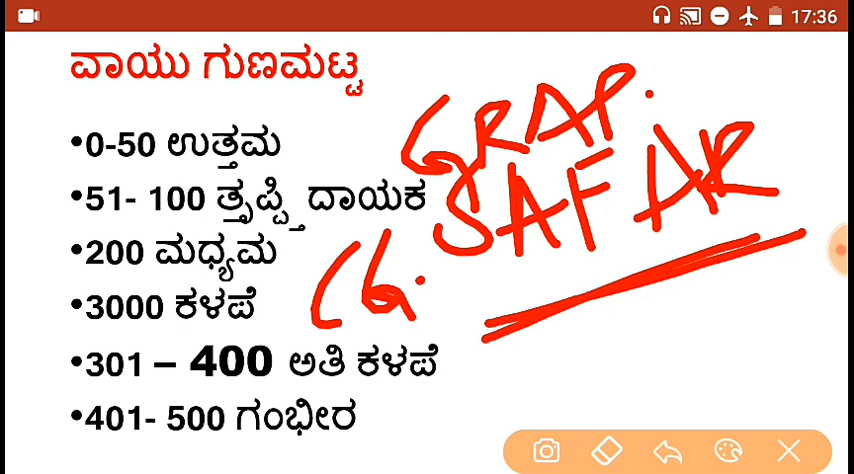 17:36
ವಾಯು ಗುಣಮಟ್ಟ
GRAP.
•0-50 ಉತ್ತಮ
SAFAR
•51- 100 ತೃಪ್ತಿದಾಯಕ
•200 ಮಧ್ಯಮ
CG.
•3000 ಕಳಪೆ
•301 – 400 ಅತಿ ಕಳಪೆ
•401- 500 ಗಂಭೀರ